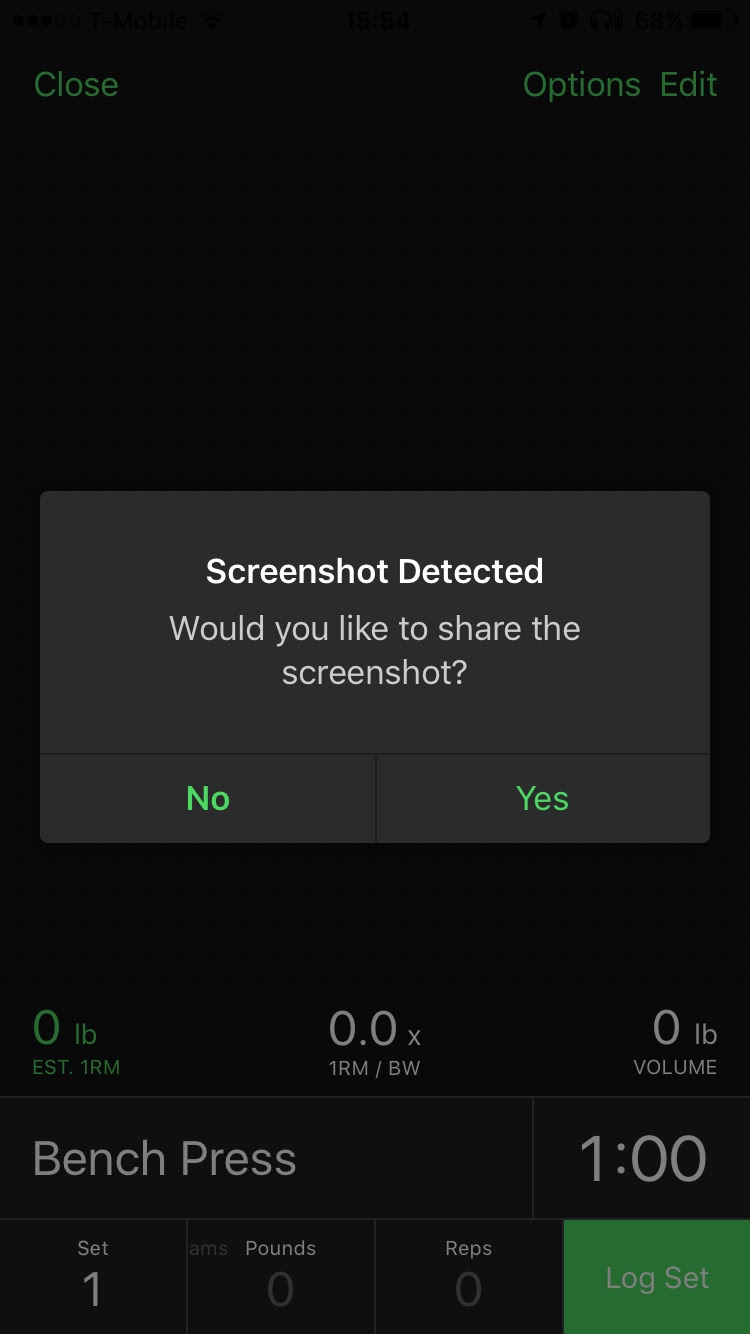 T-Mobile 15:54 68%
Close Options Edit
Screenshot Detected
Would you like to share the
screenshot?
No Yes
0 lb 0.0 x 0 lb
EST. 1RM 1RM / BW VOLUME
Bench Press 1:00
Set ams Pounds Reps
1 0 0 Log Set